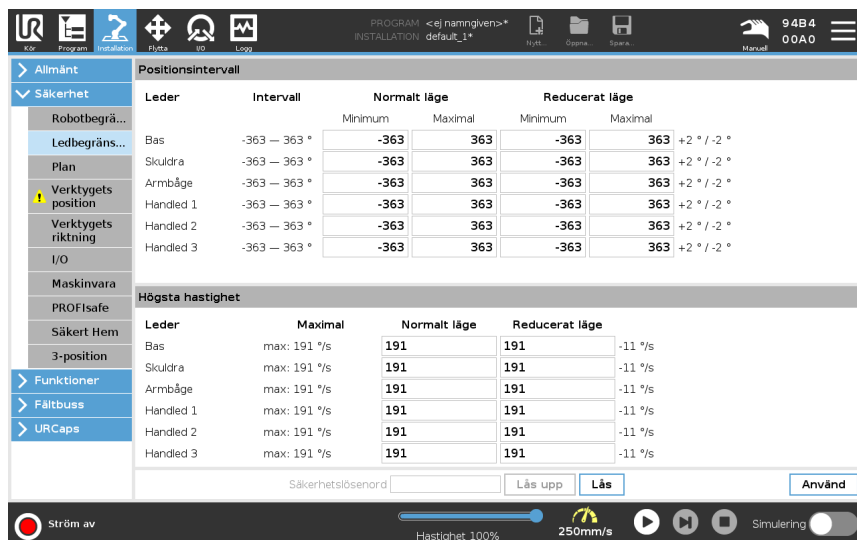 UR
Kör
Program
Installation
Flytta
I/O
Logg
PROGRAM <ej namngiven>*
INSTALLATION default_1*
Nytt...
Öppna...
Spara...
Manuell
94B4
00A0
Allmänt
Säkerhet
Robotbegrä...
Ledbegräns...
Plan
Verktygets
position
Verktygets
riktning
I/O
Maskinvara
PROFIsafe
Säkert Hem
3-position
Funktioner
Fältbuss
URCaps
Positionsintervall
Leder Intervall Normalt läge Reducerat läge
Minimum Maximal Minimum Maximal
Bas -363 — 363 ° -363 363 -363 363 +2 ° / -2 °
Skuldra -363 — 363 ° -363 363 -363 363 +2 ° / -2 °
Armbåge -363 — 363 ° -363 363 -363 363 +2 ° / -2 °
Handled 1 -363 — 363 ° -363 363 -363 363 +2 ° / -2 °
Handled 2 -363 — 363 ° -363 363 -363 363 +2 ° / -2 °
Handled 3 -363 — 363 ° -363 363 -363 363 +2 ° / -2 °
Högsta hastighet
Leder Maximal Normalt läge Reducerat läge
Bas max: 191 °/s 191 191 -11 °/s
Skuldra max: 191 °/s 191 191 -11 °/s
Armbåge max: 191 °/s 191 191 -11 °/s
Handled 1 max: 191 °/s 191 191 -11 °/s
Handled 2 max: 191 °/s 191 191 -11 °/s
Handled 3 max: 191 °/s 191 191 -11 °/s
Säkerhetslösenord Lås upp Lås Använd
Ström av
Hastighet 100%
250mm/s
Simulering